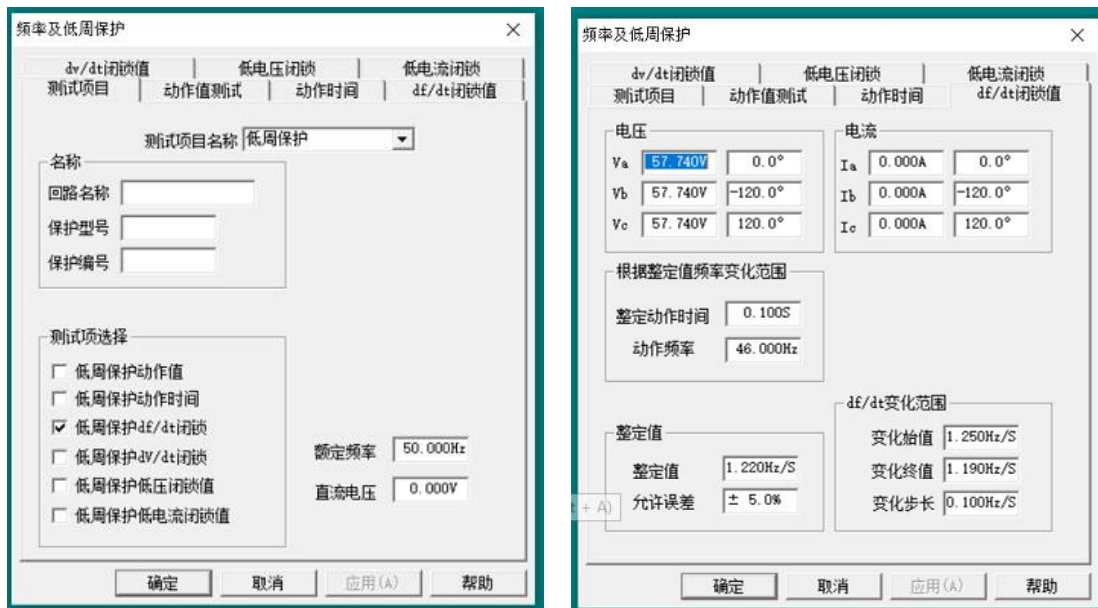 频率及低周保护
dv/dt闭锁值 低电压闭锁 低电流闭锁
测试项目 动作值测试 动作时间 df/dt闭锁值
测试项目名称 低周保护
名称
回路名称
保护型号
保护编号
测试项选择
低周保护动作值
低周保护动作时间
低周保护df/dt闭锁
低周保护dV/dt闭锁
低周保护低压闭锁值
低周保护低电流闭锁值
额定频率 50.000Hz
直流电压 0.000V
确定 取消 应用(A) 帮助
频率及低周保护
dv/dt闭锁值 低电压闭锁 低电流闭锁
测试项目 动作值测试 动作时间 df/dt闭锁值
电压
Va 57.740V 0.0°
Vb 57.740V -120.0°
Vc 57.740V 120.0°
电流
Ia 0.000A 0.0°
Ib 0.000A -120.0°
Ic 0.000A 120.0°
根据整定值频率变化范围
整定动作时间 0.100S
动作频率 46.000Hz
整定值
整定值 1.220Hz/S
允许误差 ± 5.0%
t + A)
df/dt变化范围
变化始值 1.250Hz/S
变化终值 1.190Hz/S
变化步长 0.100Hz/S
确定 取消 应用(A) 帮助